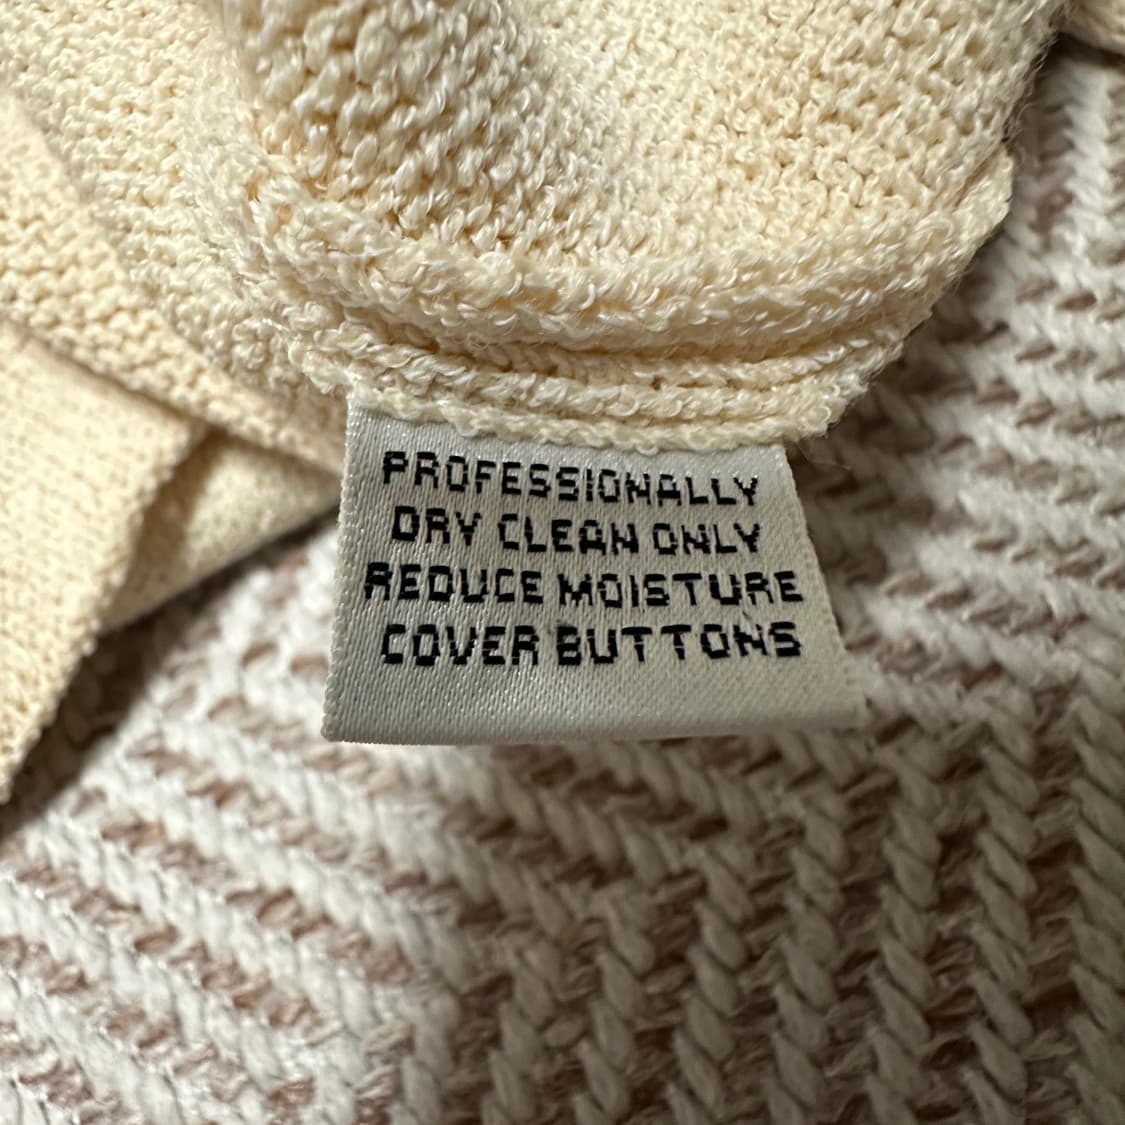 PROFESSIONALLY
DRY CLEAN ONLY
REDUCE MOISTURE
COVER BUTTONS